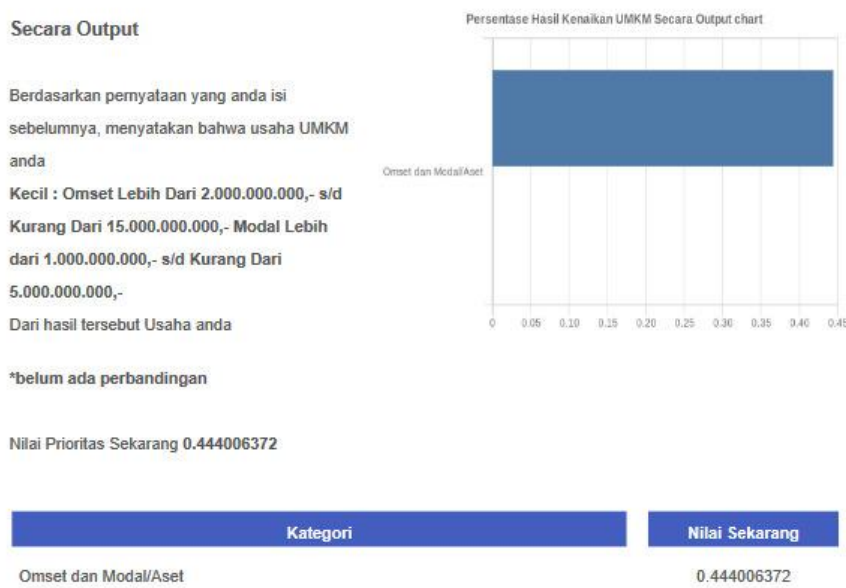 Secara Output
Berdasarkan pernyataan yang anda isi
sebelumnya, menyatakan bahwa usaha UMKM
anda
Kecil : Omset Lebih Dari 2.000.000.000,- s/d
Kurang Dari 15.000.000.000,- Modal Lebih
dari 1.000.000.000,- s/d Kurang Dari
5.000.000.000,-
Dari hasil tersebut Usaha anda
*belum ada perbandingan
Nilai Prioritas Sekarang 0.444006372
Persentase Hasil Kenaikan UMKM Secara Output chart
Omset dan Modal/Aset
0 0.05 0.10 0.15 0.20 0.25 0.30 0.35 0.40 0.45
Kategori Nilai Sekarang
Omset dan Modal/Aset 0.444006372